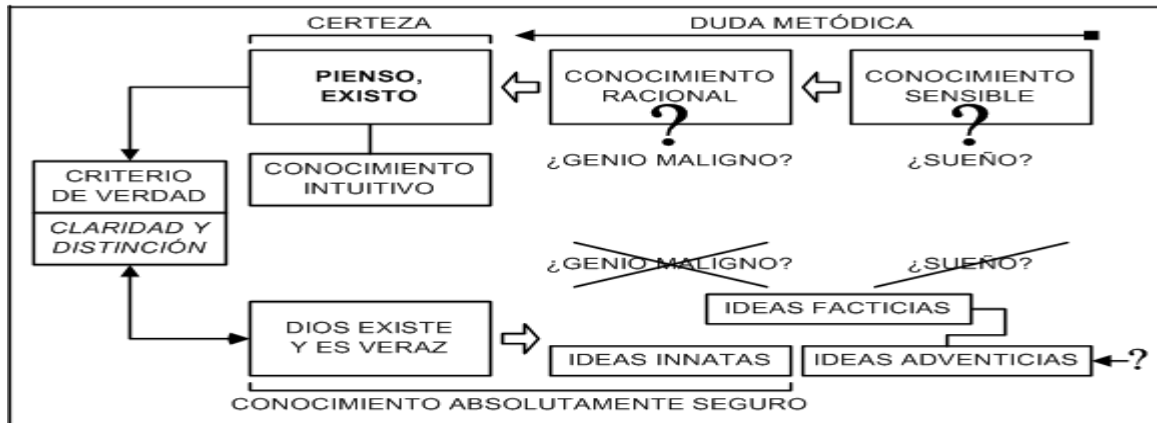 CERTEZA
DUDA METÓDICA
PIENSO,
EXISTO
CONOCIMIENTO
RACIONAL
CONOCIMIENTO
SENSIBLE
?
?
¿GENIO MALIGNO?
¿SUEÑO?
CONOCIMIENTO
INTUITIVO
CRITERIO
DE VERDAD
CLARIDAD Y
DISTINCIÓN
¿GENIO MALIGNO?
¿SUEÑO?
IDEAS FACTICIAS
DIOS EXISTE
Y ES VERAZ
IDEAS INNATAS
IDEAS ADVENTICIAS
?
CONOCIMIENTO ABSOLUTAMENTE SEGURO